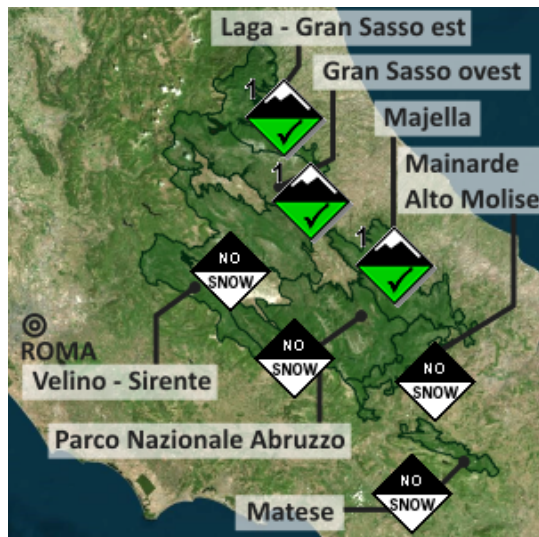 Laga - Gran Sasso est
Gran Sasso ovest
1
Majella
Mainarde
Alto Molise
1
1
NO
SNOW
ROMA
NO
SNOW
Velino - Sirente
NO
SNOW
Parco Nazionale Abruzzo
NO
SNOW
Matese